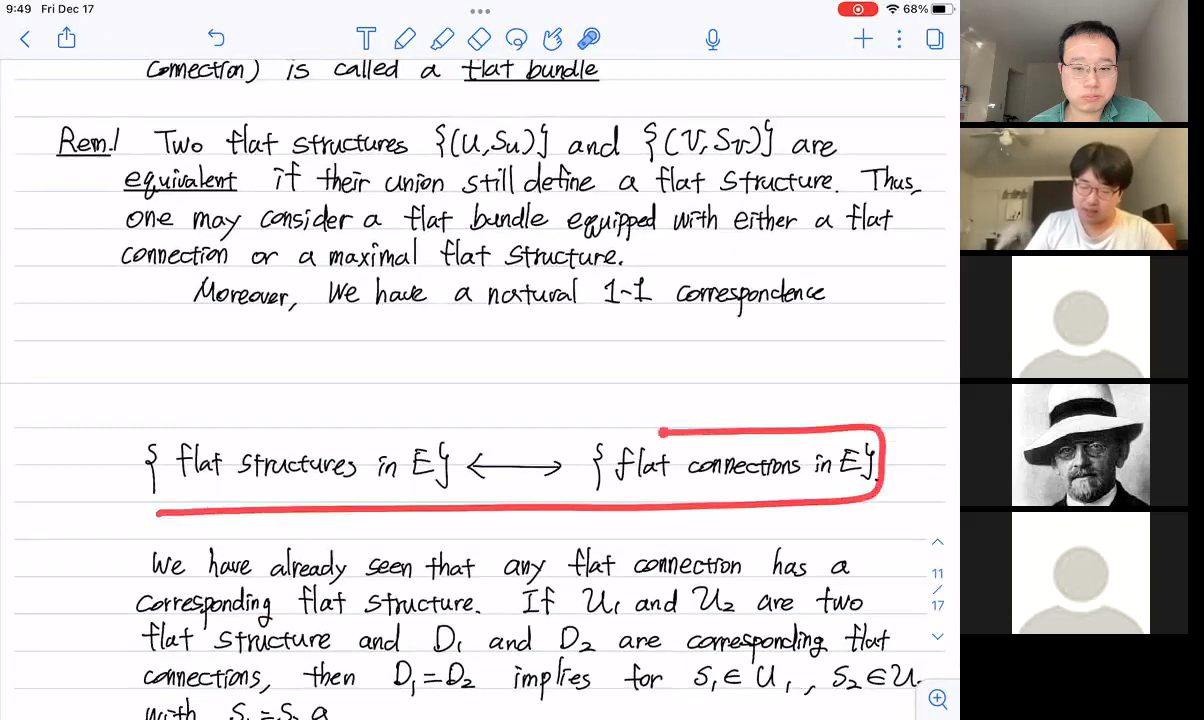 9:49 Fri Dec 17
68%
connection) is called a flat bundle
Rem.1 Two flat structures {(U, S_U)} and {(V, S_V)} are
equivalent if their union still define a flat structure. Thus,
one may consider a flat bundle equipped with either a flat
connection or a maximal flat structure.
Moreover, we have a natural 1-1 correspondence
{ flat structures in E} ⟷ { flat connections in E}.
We have already seen that any flat connection has a
corresponding flat structure. If U₁ and U₂ are two
flat structure and D₁ and D₂ are corresponding flat
connections, then D₁ = D₂ implies for S₁ ∈ U₁, S₂ ∈ U
with S₁ = S₂ a
11
/
17